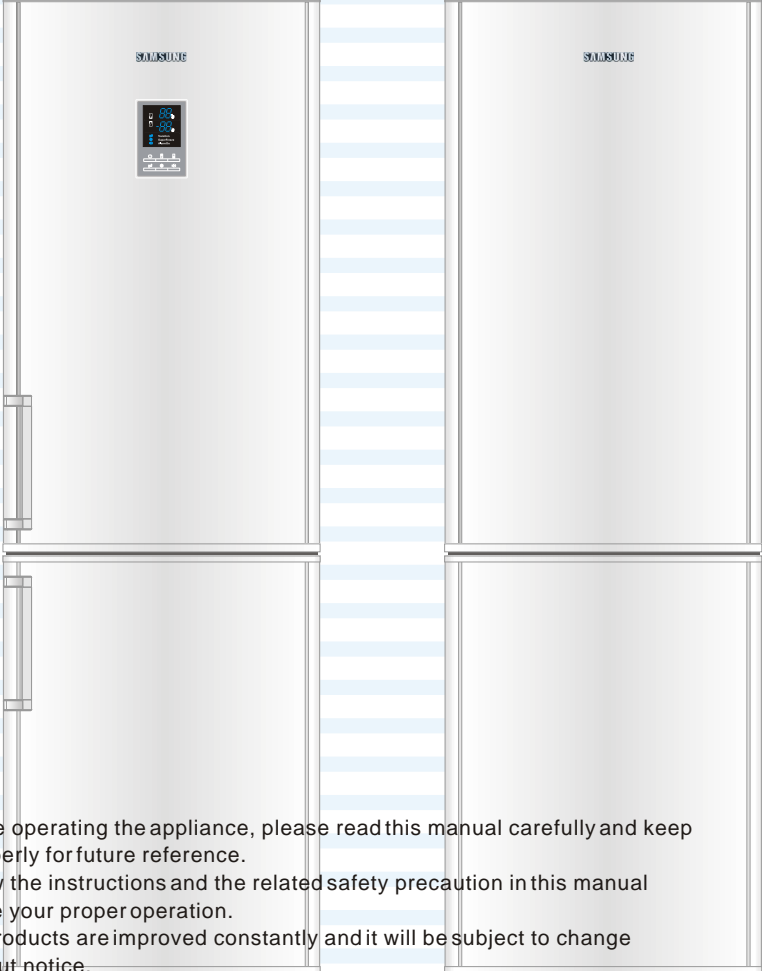 SAMSUNG SAMSUNG
operating the appliance, please read this manual carefully and keep
for future reference.
the instructions and the related safety precaution in this manual
your proper operation.
are improved constantly and it will be subject to change
notice.